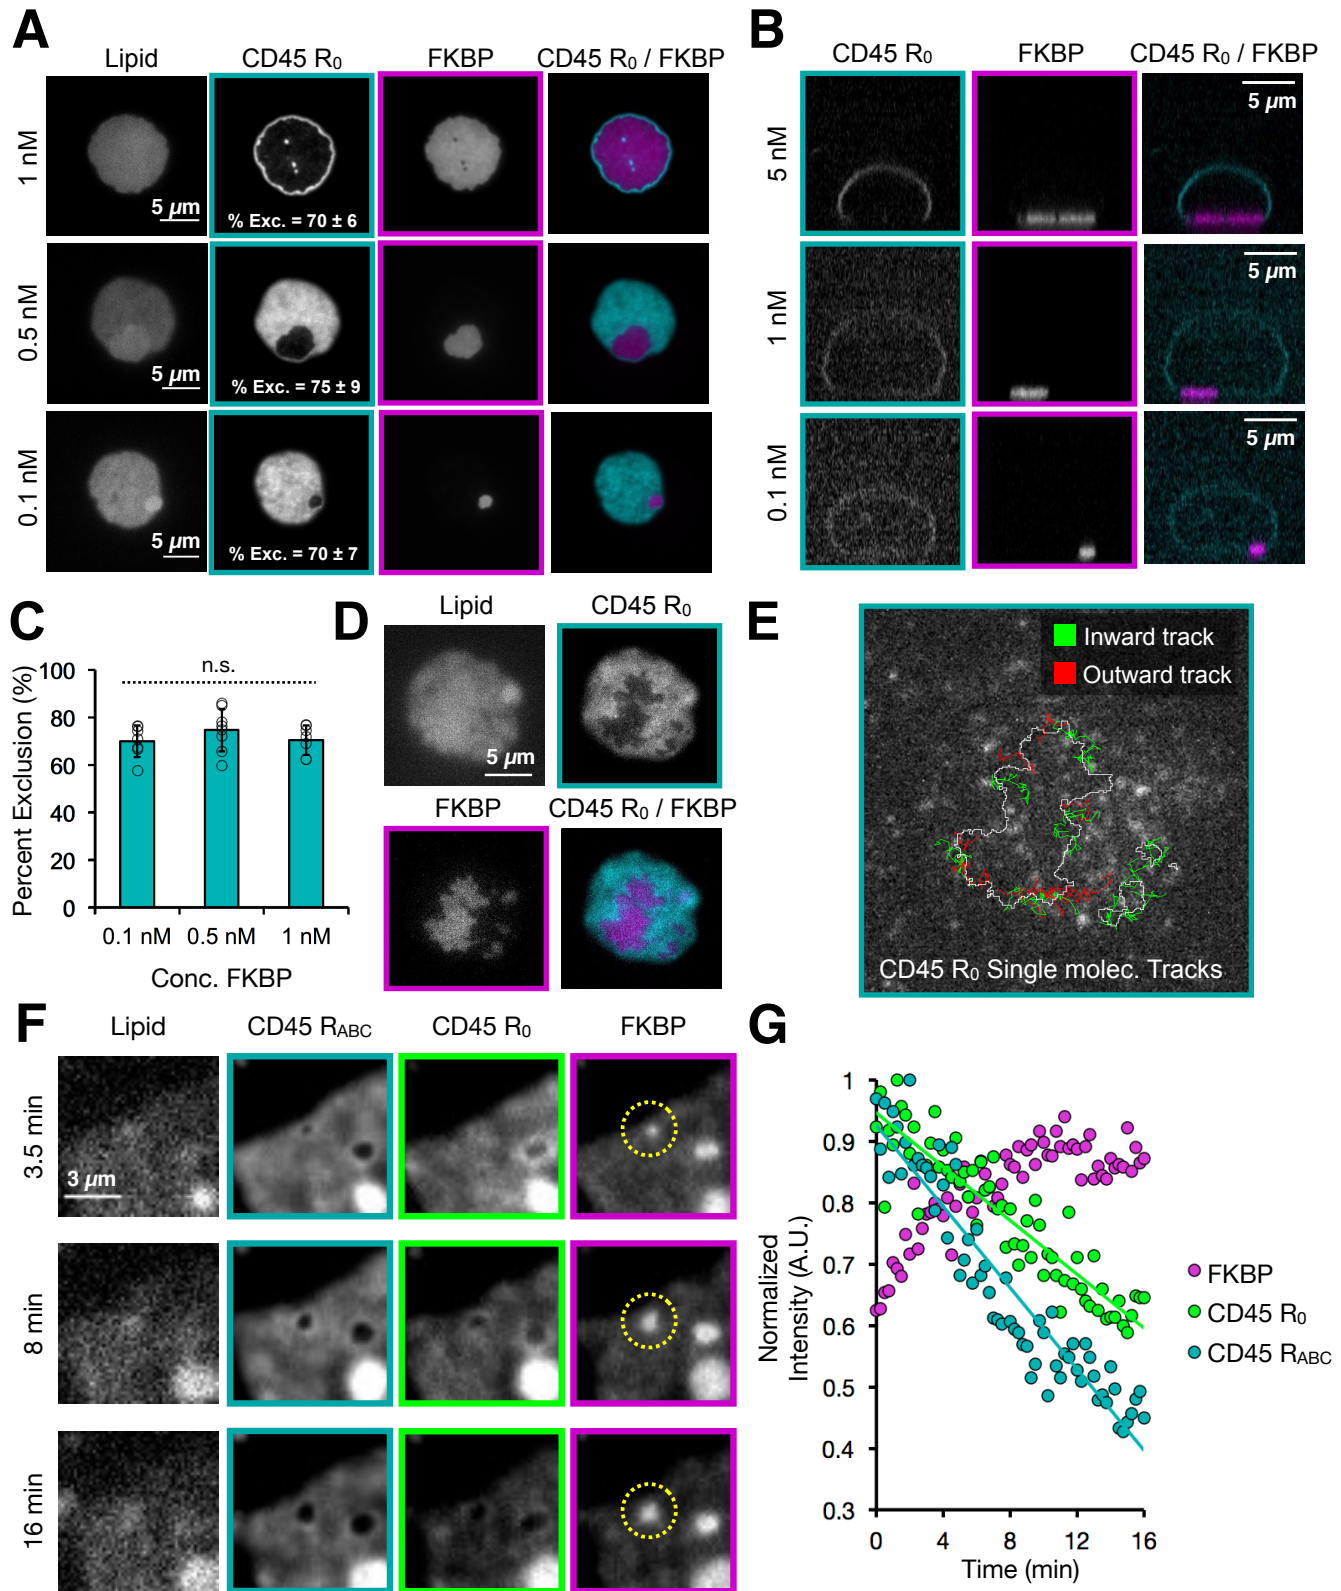 A
Lipid
CD45 R0
FKBP
CD45 R0 / FKBP
1 nM
5 µm
% Exc. = 70 ± 6
0.5 nM
5 µm
% Exc. = 75 ± 9
0.1 nM
5 µm
% Exc. = 70 ± 7
B
CD45 R0
FKBP
CD45 R0 / FKBP
5 nM
5 µm
1 nM
5 µm
0.1 nM
5 µm
C
Percent Exclusion (%)
100
80
60
40
20
0
n.s.
0.1 nM
0.5 nM
1 nM
Conc. FKBP
D
Lipid
CD45 R0
5 µm
FKBP
CD45 R0 / FKBP
E
Inward track
Outward track
CD45 R0 Single molec. Tracks
F
Lipid
CD45 RABC
CD45 R0
FKBP
3.5 min
3 µm
8 min
16 min
G
Normalized
Intensity (A.U.)
1
0.9
0.8
0.7
0.6
0.5
0.4
0.3
0
4
8
12
16
Time (min)
FKBP
CD45 R0
CD45 RABC